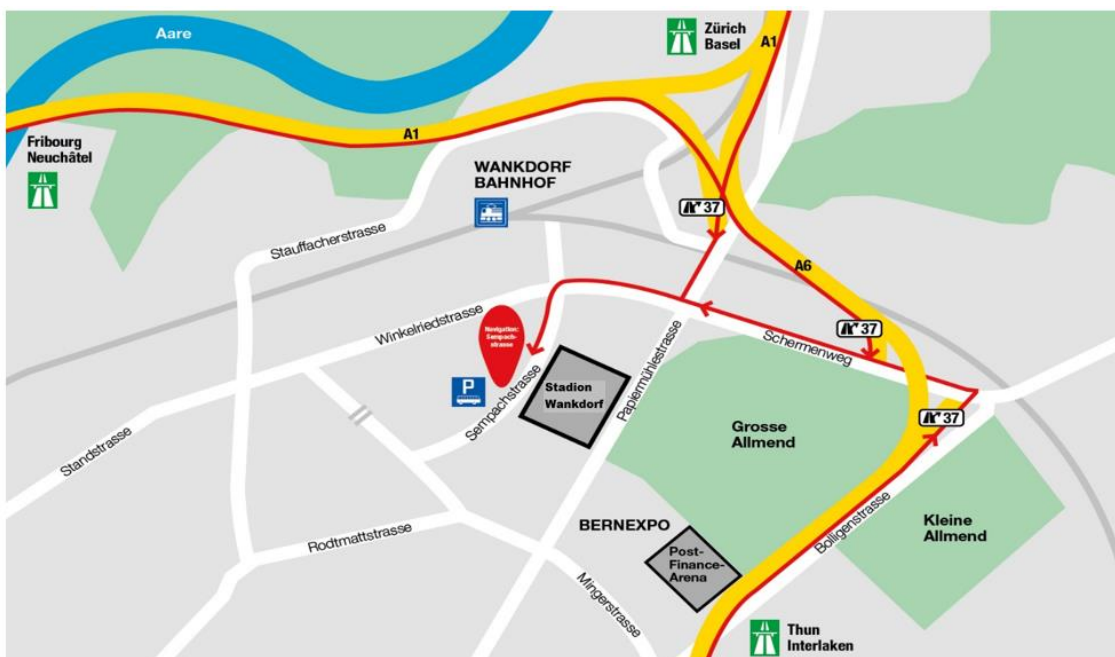 Aare
Zürich
Basel
A1
Fribourg
Neuchâtel
A1
WANKDORF
BAHNHOF
37
Stauffacherstrasse
A6
Winkelriedstrasse
Navigation:
Sempach-
strasse
37
Schermenweg
P
Sempachstrasse
Stadion
Wankdorf
Papiermühlestrasse
37
Standstrasse
Grosse
Allmend
Rodtmattstrasse
BERNEXPO
Post-
Finance-
Arena
Bolligenstrasse
Kleine
Allmend
Mingerstrasse
Thun
Interlaken